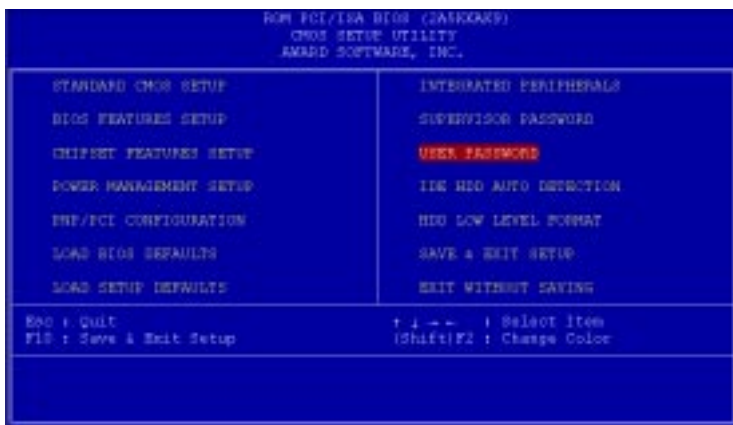 ROM PCI/ISA BIOS (2A5KKAK9)
CMOS SETUP UTILITY
AWARD SOFTWARE, INC.
STANDARD CMOS SETUP
BIOS FEATURES SETUP
CHIPSET FEATURES SETUP
POWER MANAGEMENT SETUP
PNP/PCI CONFIGURATION
LOAD BIOS DEFAULTS
LOAD SETUP DEFAULTS
INTEGRATED PERIPHERALS
SUPERVISOR PASSWORD
USER PASSWORD
IDE HDD AUTO DETECTION
HDD LOW LEVEL FORMAT
SAVE & EXIT SETUP
EXIT WITHOUT SAVING
Esc : Quit
F10 : Save & Exit Setup
↑ ↓ → ← : Select Item
(Shift)F2 : Change Color